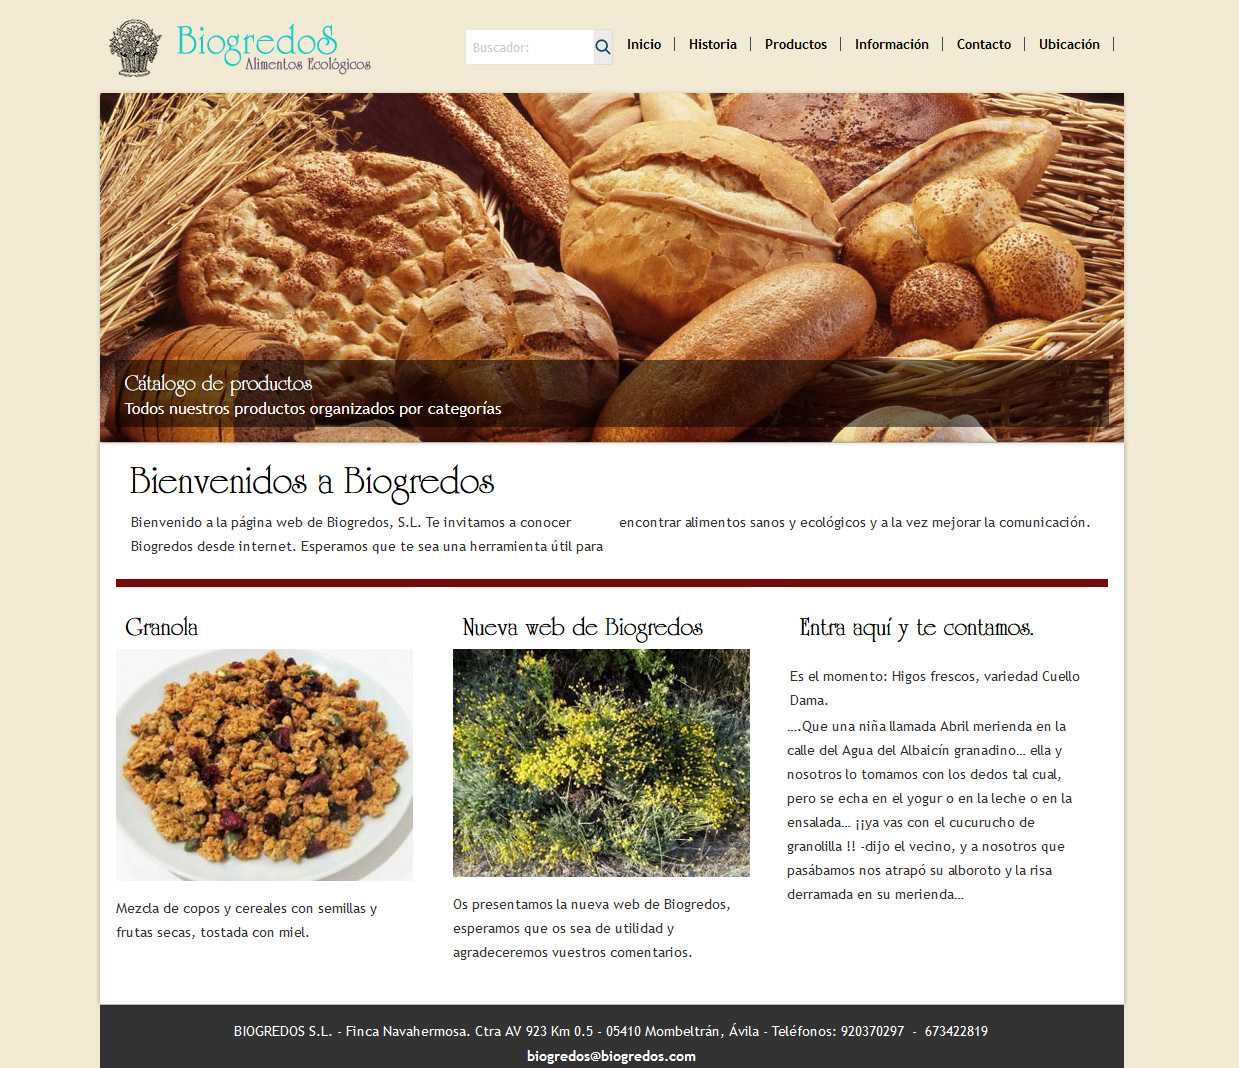 BiogredoS
Alimentos Ecológicos
Buscador:
Inicio
Historia
Productos
Información
Contacto
Ubicación
Cátalogo de productos
Todos nuestros productos organizados por categorías
Bienvenidos a Biogredos
Bienvenido a la página web de Biogredos, S.L. Te invitamos a conocer
Biogredos desde internet. Esperamos que te sea una herramienta útil para
encontrar alimentos sanos y ecológicos y a la vez mejorar la comunicación.
Granola
Mezcla de copos y cereales con semillas y
frutas secas, tostada con miel.
Nueva web de Biogredos
Os presentamos la nueva web de Biogredos,
esperamos que os sea de utilidad y
agradeceremos vuestros comentarios.
Entra aquí y te contamos.
Es el momento: Higos frescos, variedad Cuello
Dama.
....Que una niña llamada Abril merienda en la
calle del Agua del Albaicín granadino... ella y
nosotros lo tomamos con los dedos tal cual,
pero se echa en el yogur o en la leche o en la
ensalada... ¡¡ya vas con el cucurucho de
granolilla !! -dijo el vecino, y a nosotros que
pasábamos nos atrapó su alboroto y la risa
derramada en su merienda...
BIOGREDOS S.L. - Finca Navahermosa. Ctra AV 923 Km 0.5 - 05410 Mombeltrán, Ávila - Teléfonos: 920370297 - 673422819
biogredos@biogredos.com